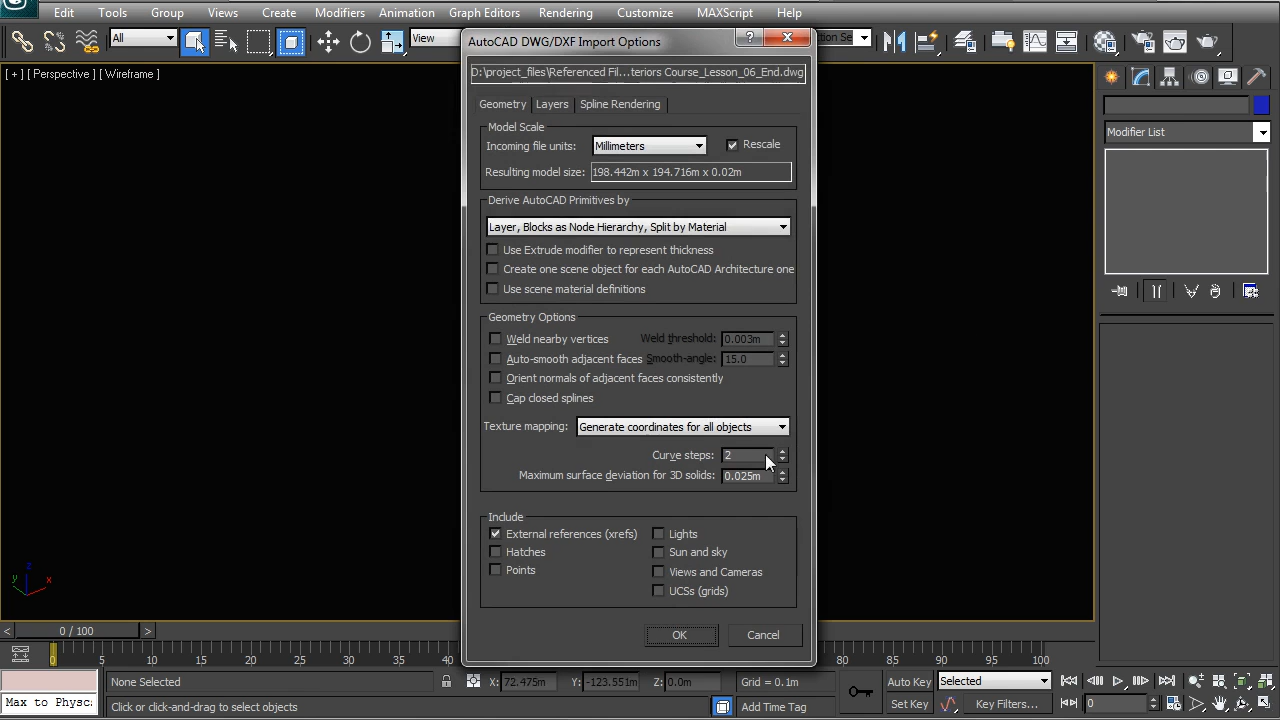 Edit Tools Group Views Create Modifiers Animation Graph Editors Rendering Customize MAXScript Help
All View ction Se
AutoCAD DWG/DXF Import Options
[ + ] [ Perspective ] [ Wireframe ]
D:\project_files\Referenced Fil...teriors Course_Lesson_06_End.dwg
Geometry Layers Spline Rendering
Model Scale
Incoming file units: Millimeters Rescale
Resulting model size: 198.442m x 194.716m x 0.02m
Modifier List
Derive AutoCAD Primitives by
Layer, Blocks as Node Hierarchy, Split by Material
Use Extrude modifier to represent thickness
Create one scene object for each AutoCAD Architecture one
Use scene material definitions
Geometry Options
Weld nearby vertices Weld threshold: 0.003m
Auto-smooth adjacent faces Smooth-angle: 15.0
Orient normals of adjacent faces consistently
Cap closed splines
Texture mapping: Generate coordinates for all objects
Curve steps: 2
Maximum surface deviation for 3D solids: 0.025m
Include
External references (xrefs) Lights
Hatches Sun and sky
Points Views and Cameras
UCSs (grids)
z
y x
OK Cancel
< 0 / 100 >
0 5 10 15 20 25 30 35 40 80 85 90 95 100
None Selected X: 72.475m Y: -123.551m Z: 0.0m Grid = 0.1m Auto Key Selected
Max to Physc: Click or click-and-drag to select objects Add Time Tag Set Key Key Filters... 0